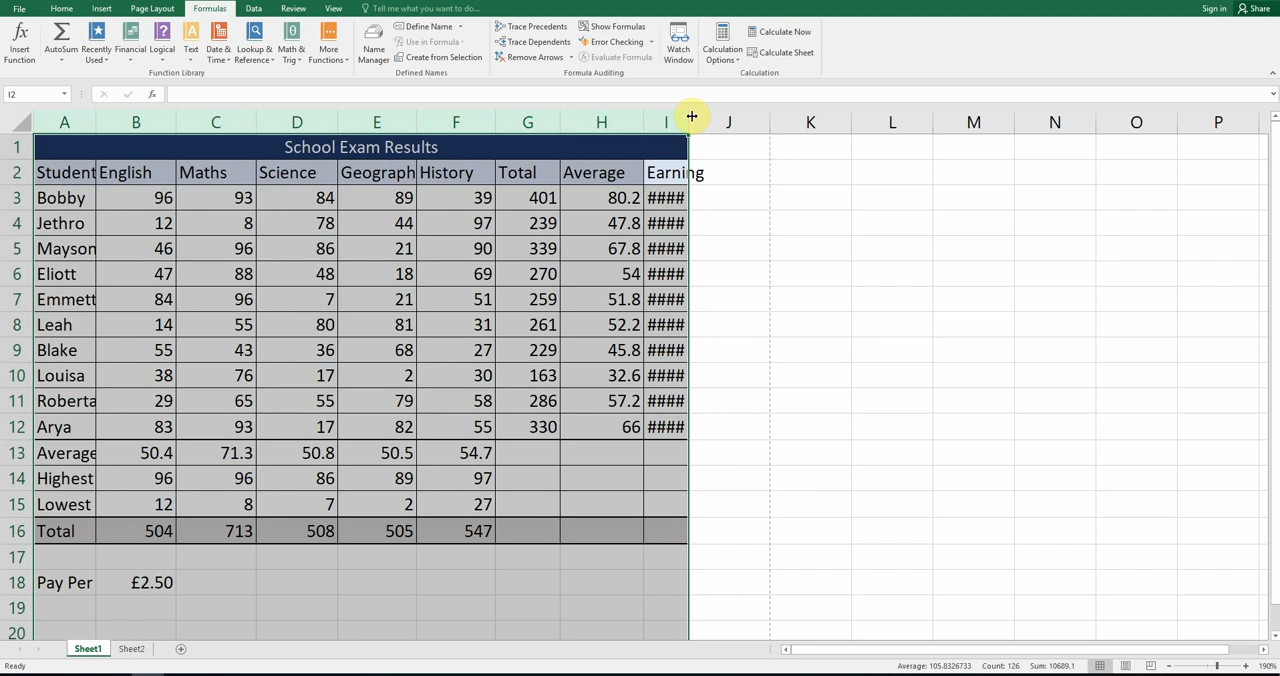 File Home Insert Page Layout Formulas Data Review View Tell me what you want to do... Sign in Share
fx Σ ? θ ... Trace Precedents Show Formulas
Define Name Calculate Now
Use in Formula Trace Dependents Error Checking
Insert Function AutoSum Recently Used Financial Logical Text Date & Time Lookup & Reference Math & Trig More Functions Name Manager Create from Selection Remove Arrows Evaluate Formula Watch Window Calculation Options Calculate Sheet
Function Library Defined Names Formula Auditing Calculation
I2 fx
A B C D E F G H I J K L M N O P
1 School Exam Results
2 Student English Maths Science Geograph History Total Average Earning
3 Bobby 96 93 84 89 39 401 80.2 ####
4 Jethro 12 8 78 44 97 239 47.8 ####
5 Mayson 46 96 86 21 90 339 67.8 ####
6 Eliott 47 88 48 18 69 270 54 ####
7 Emmett 84 96 7 21 51 259 51.8 ####
8 Leah 14 55 80 81 31 261 52.2 ####
9 Blake 55 43 36 68 27 229 45.8 ####
10 Louisa 38 76 17 2 30 163 32.6 ####
11 Roberta 29 65 55 79 58 286 57.2 ####
12 Arya 83 93 17 82 55 330 66 ####
13 Average 50.4 71.3 50.8 50.5 54.7
14 Highest 96 96 86 89 97
15 Lowest 12 8 7 2 27
16 Total 504 713 508 505 547
17
18 Pay Per £2.50
19
20
Sheet1 Sheet2
Ready Average: 105.8326733 Count: 126 Sum: 10689.1 190%